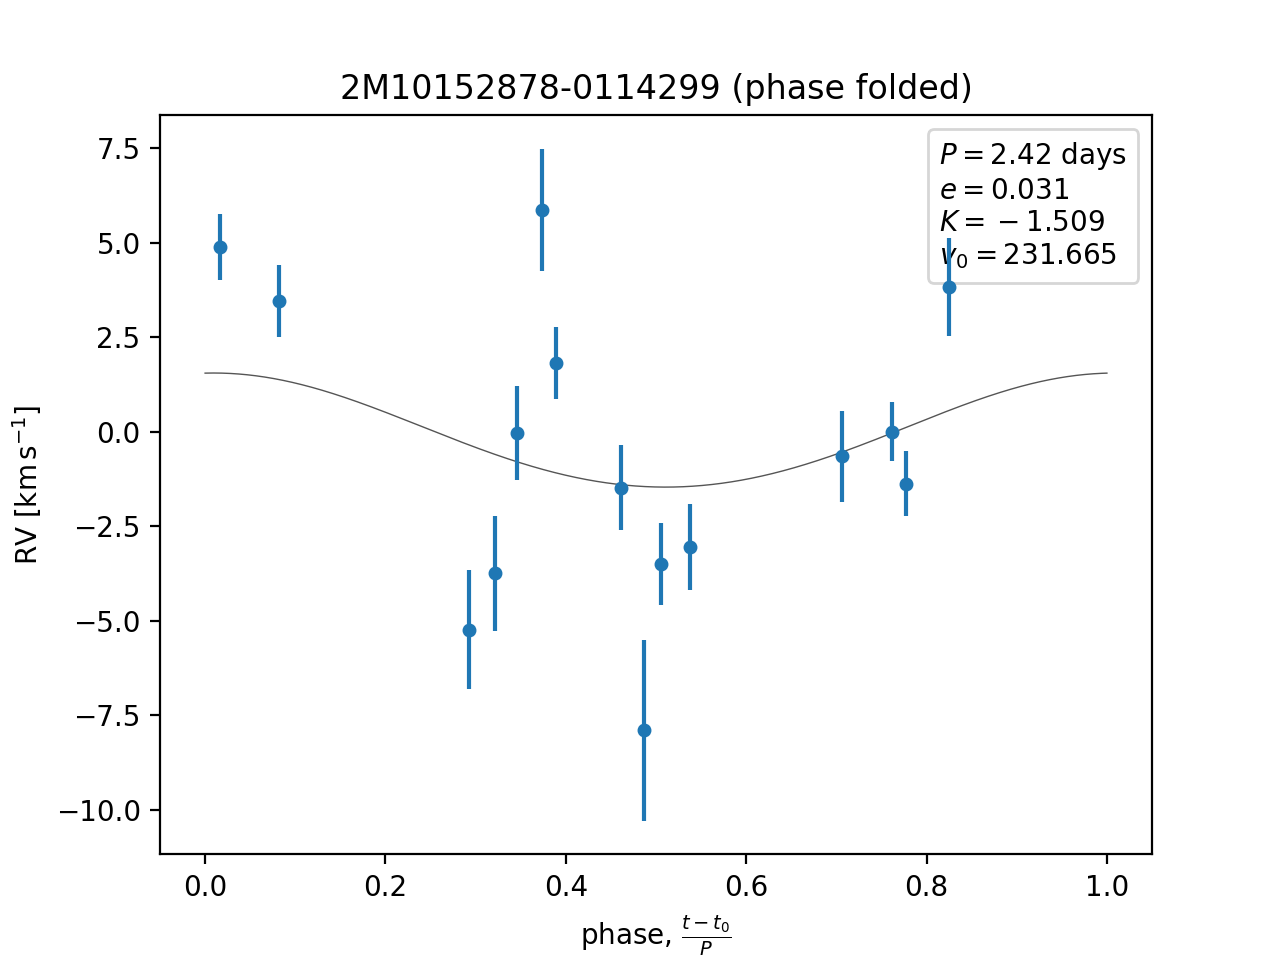 2M10152878-0114299 (phase folded)
P = 2.42 days
e = 0.031
K = −1.509
v₀ = 231.665
RV [km s⁻¹]
7.5
5.0
2.5
0.0
−2.5
−5.0
−7.5
−10.0
0.0 0.2 0.4 0.6 0.8 1.0
phase, (t − t₀)/P